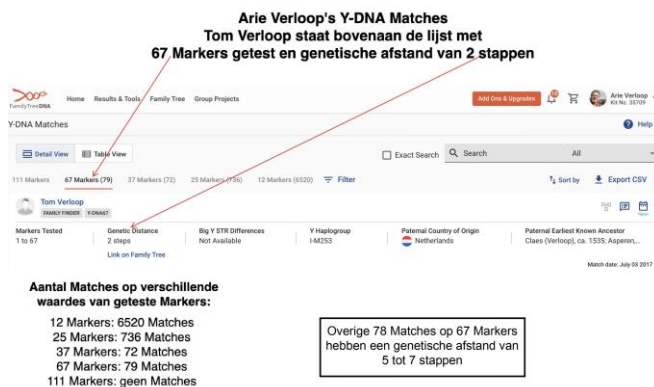 Arie Verloop's Y-DNA Matches
Tom Verloop staat bovenaan de lijst met
67 Markers getest en genetische afstand van 2 stappen
FamilyTreeDNA
Home Results & Tools Family Tree Group Projects
Add Ons & Upgrades
Arie Verloop
Kit No. 35709
Y-DNA Matches
Help
Detail View Table View
Exact Search Search All
111 Markers 67 Markers (79) 37 Markers (72) 25 Markers (736) 12 Markers (6520) Filter
Sort by Export CSV
Tom Verloop
FAMILY FINDER Y-DNA67
Markers Tested Genetic Distance Big Y STR Differences Y Haplogroup Paternal Country of Origin Paternal Earliest Known Ancestor
1 to 67 2 steps Not Available I-M253 Netherlands Claes (Verloop), ca. 1535; Asperen,...
Link on Family Tree
Match date: July 03 2017
Aantal Matches op verschillende
waardes van geteste Markers:
12 Markers: 6520 Matches
25 Markers: 736 Matches
37 Markers: 72 Matches
67 Markers: 79 Matches
111 Markers: geen Matches
Overige 78 Matches op 67 Markers
hebben een genetische afstand van
5 tot 7 stappen